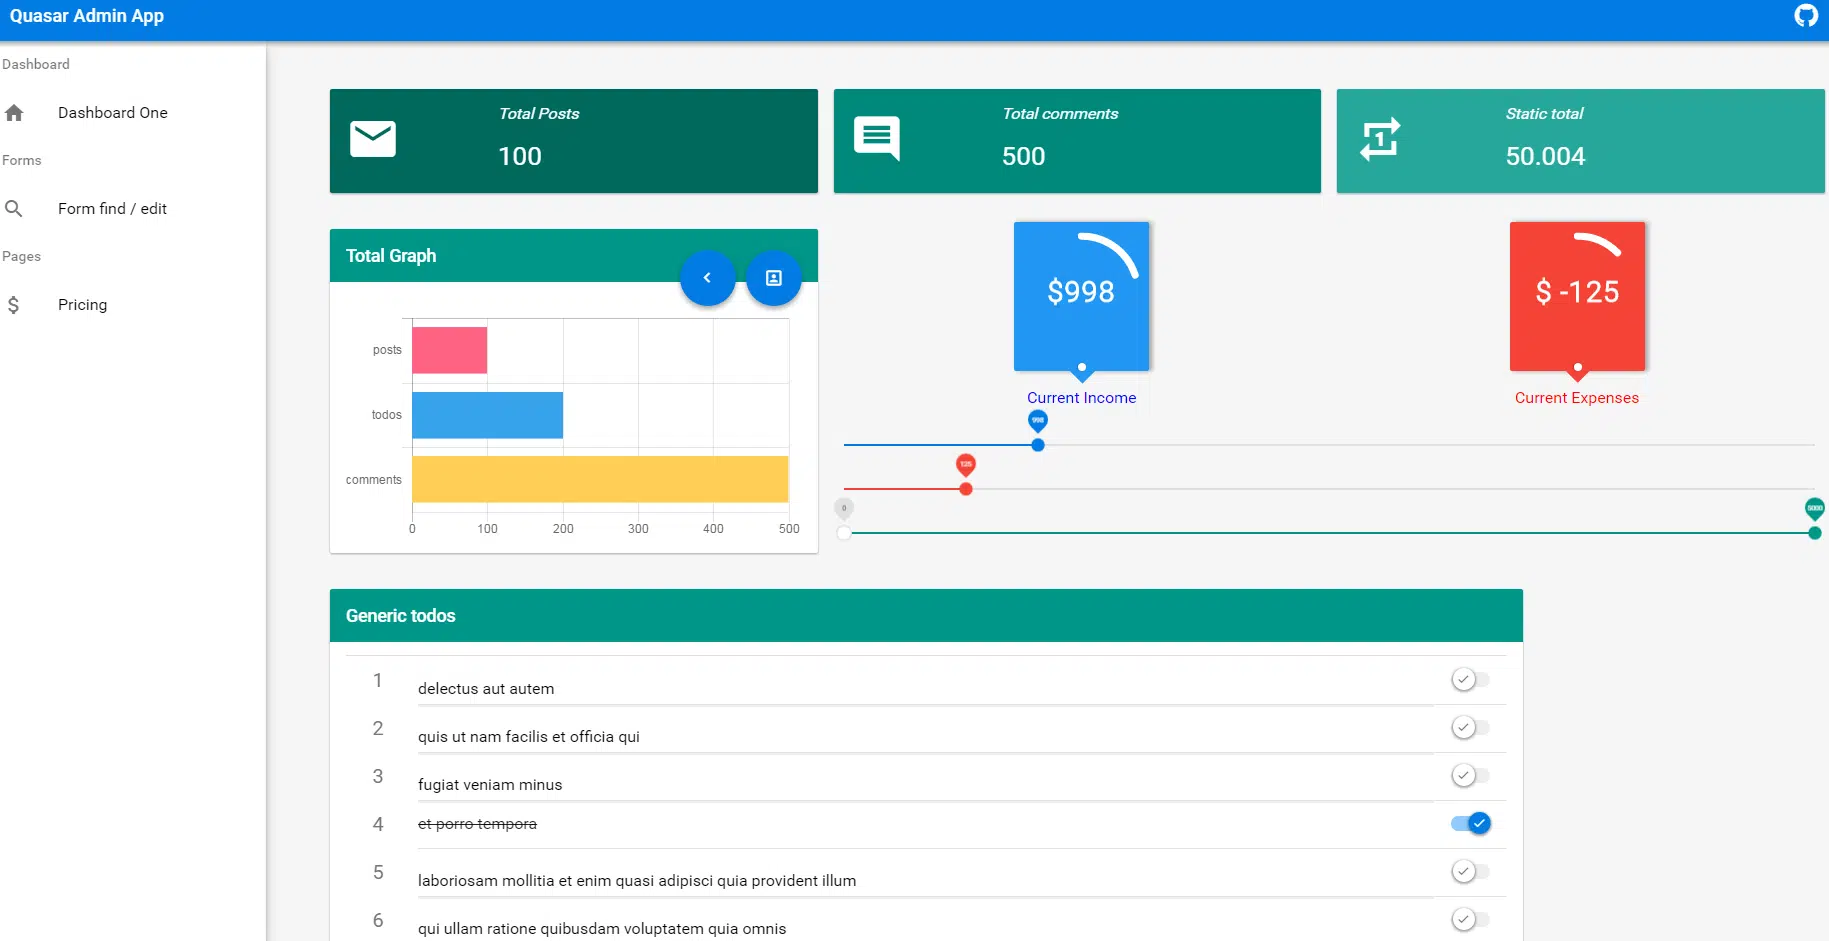 Quasar Admin App
Dashboard
Dashboard One
Forms
Form find / edit
Pages
Pricing
Total Posts
100
Total comments
500
1
Static total
50.004
Total Graph
posts
todos
comments
0 100 200 300 400 500
$998
Current Income
$ -125
Current Expenses
998
125
0
5000
Generic todos
1 delectus aut autem
2 quis ut nam facilis et officia qui
3 fugiat veniam minus
4 et porro tempora
5 laboriosam mollitia et enim quasi adipisci quia provident illum
6 qui ullam ratione quibusdam voluptatem quia omnis